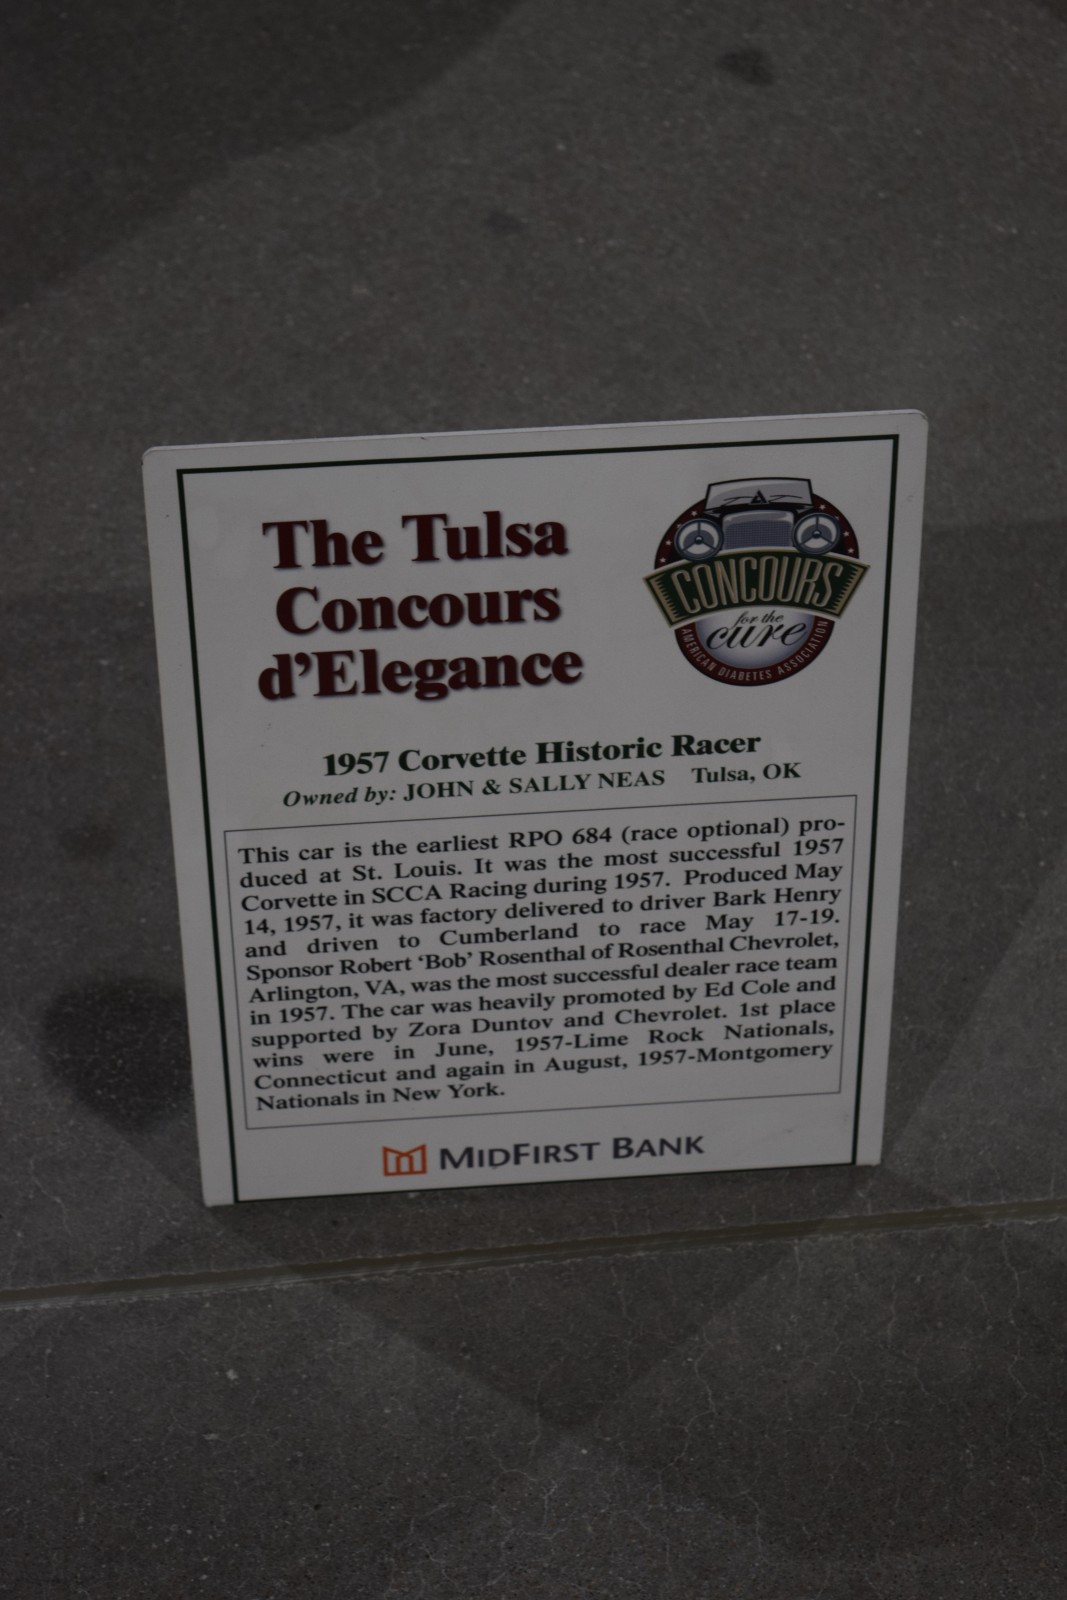 The Tulsa
Concours
d'Elegance
CONCOURS
for the
cure
AMERICAN DIABETES ASSOCIATION
1957 Corvette Historic Racer
Owned by: JOHN & SALLY NEAS Tulsa, OK
This car is the earliest RPO 684 (race optional) pro-
duced at St. Louis. It was the most successful 1957
Corvette in SCCA Racing during 1957. Produced May
14, 1957, it was factory delivered to driver Bark Henry
and driven to Cumberland to race May 17-19.
Sponsor Robert ‘Bob’ Rosenthal of Rosenthal Chevrolet,
Arlington, VA, was the most successful dealer race team
in 1957. The car was heavily promoted by Ed Cole and
supported by Zora Duntov and Chevrolet. 1st place
wins were in June, 1957-Lime Rock Nationals,
Connecticut and again in August, 1957-Montgomery
Nationals in New York.
MIDFIRST BANK